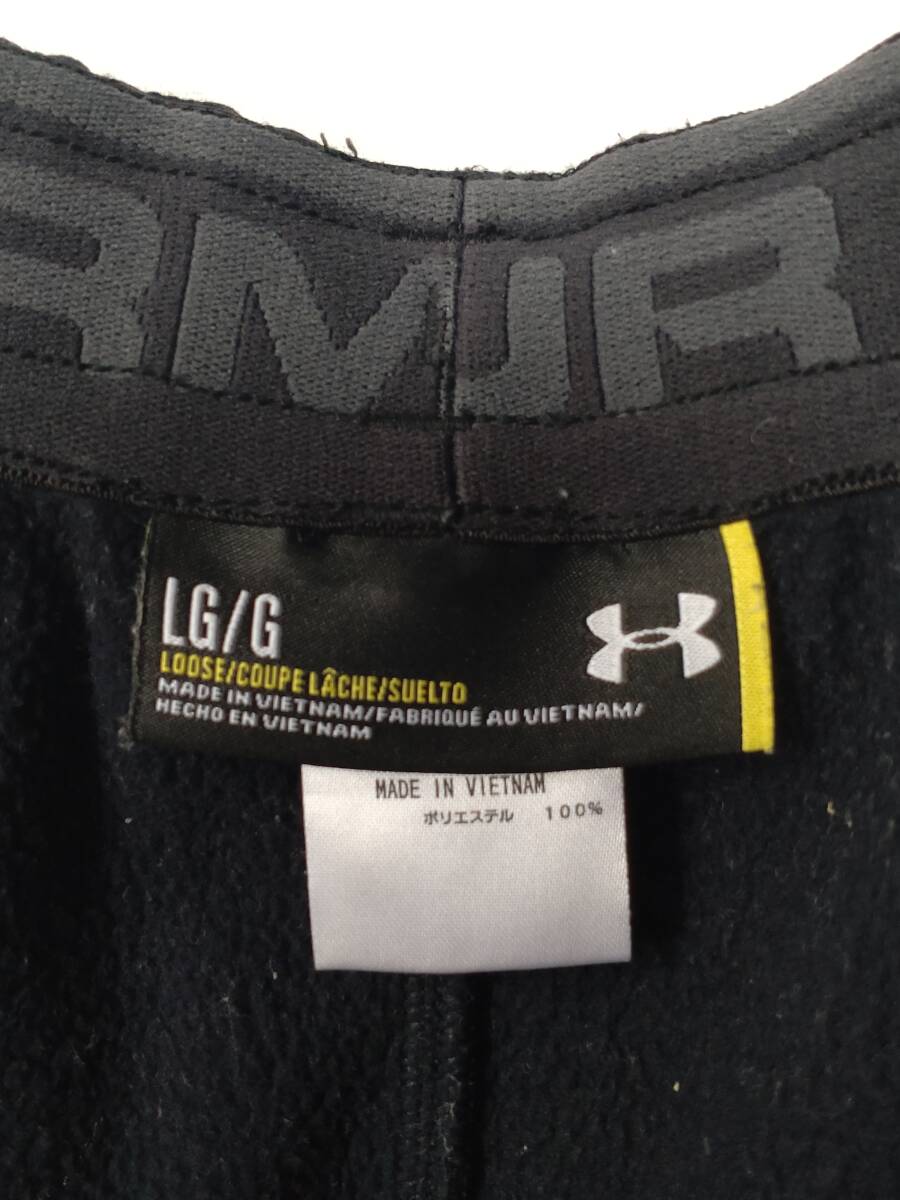 RMUR
LG/G
LOOSE/COUPE LÂCHE/SUELTO
MADE IN VIETNAM/FABRIQUÉ AU VIETNAM/
HECHO EN VIETNAM
MADE IN VIETNAM
ポリエステル 100%